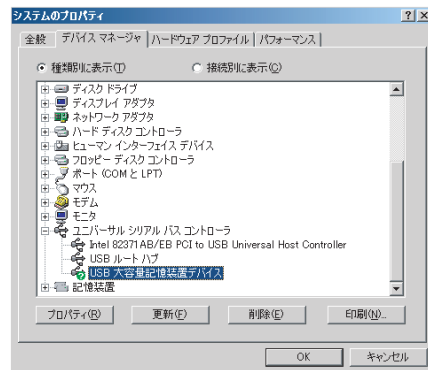 システムのプロパティ
全般 デバイス マネージャ ハードウェア プロファイル パフォーマンス
種類別に表示(T) 接続別に表示(C)
ディスク ドライブ
ディスプレイ アダプタ
ネットワーク アダプタ
ハード ディスク コントローラ
ヒューマン インターフェイス デバイス
フロッピー ディスク コントローラ
ポート (COM と LPT)
マウス
モデム
モニタ
ユニバーサル シリアル バス コントローラ
Intel 82371AB/EB PCI to USB Universal Host Controller
USB ルート ハブ
USB 大容量記憶装置デバイス
記憶装置
プロパティ(R) 更新(F) 削除(E) 印刷(N)...
OK キャンセル